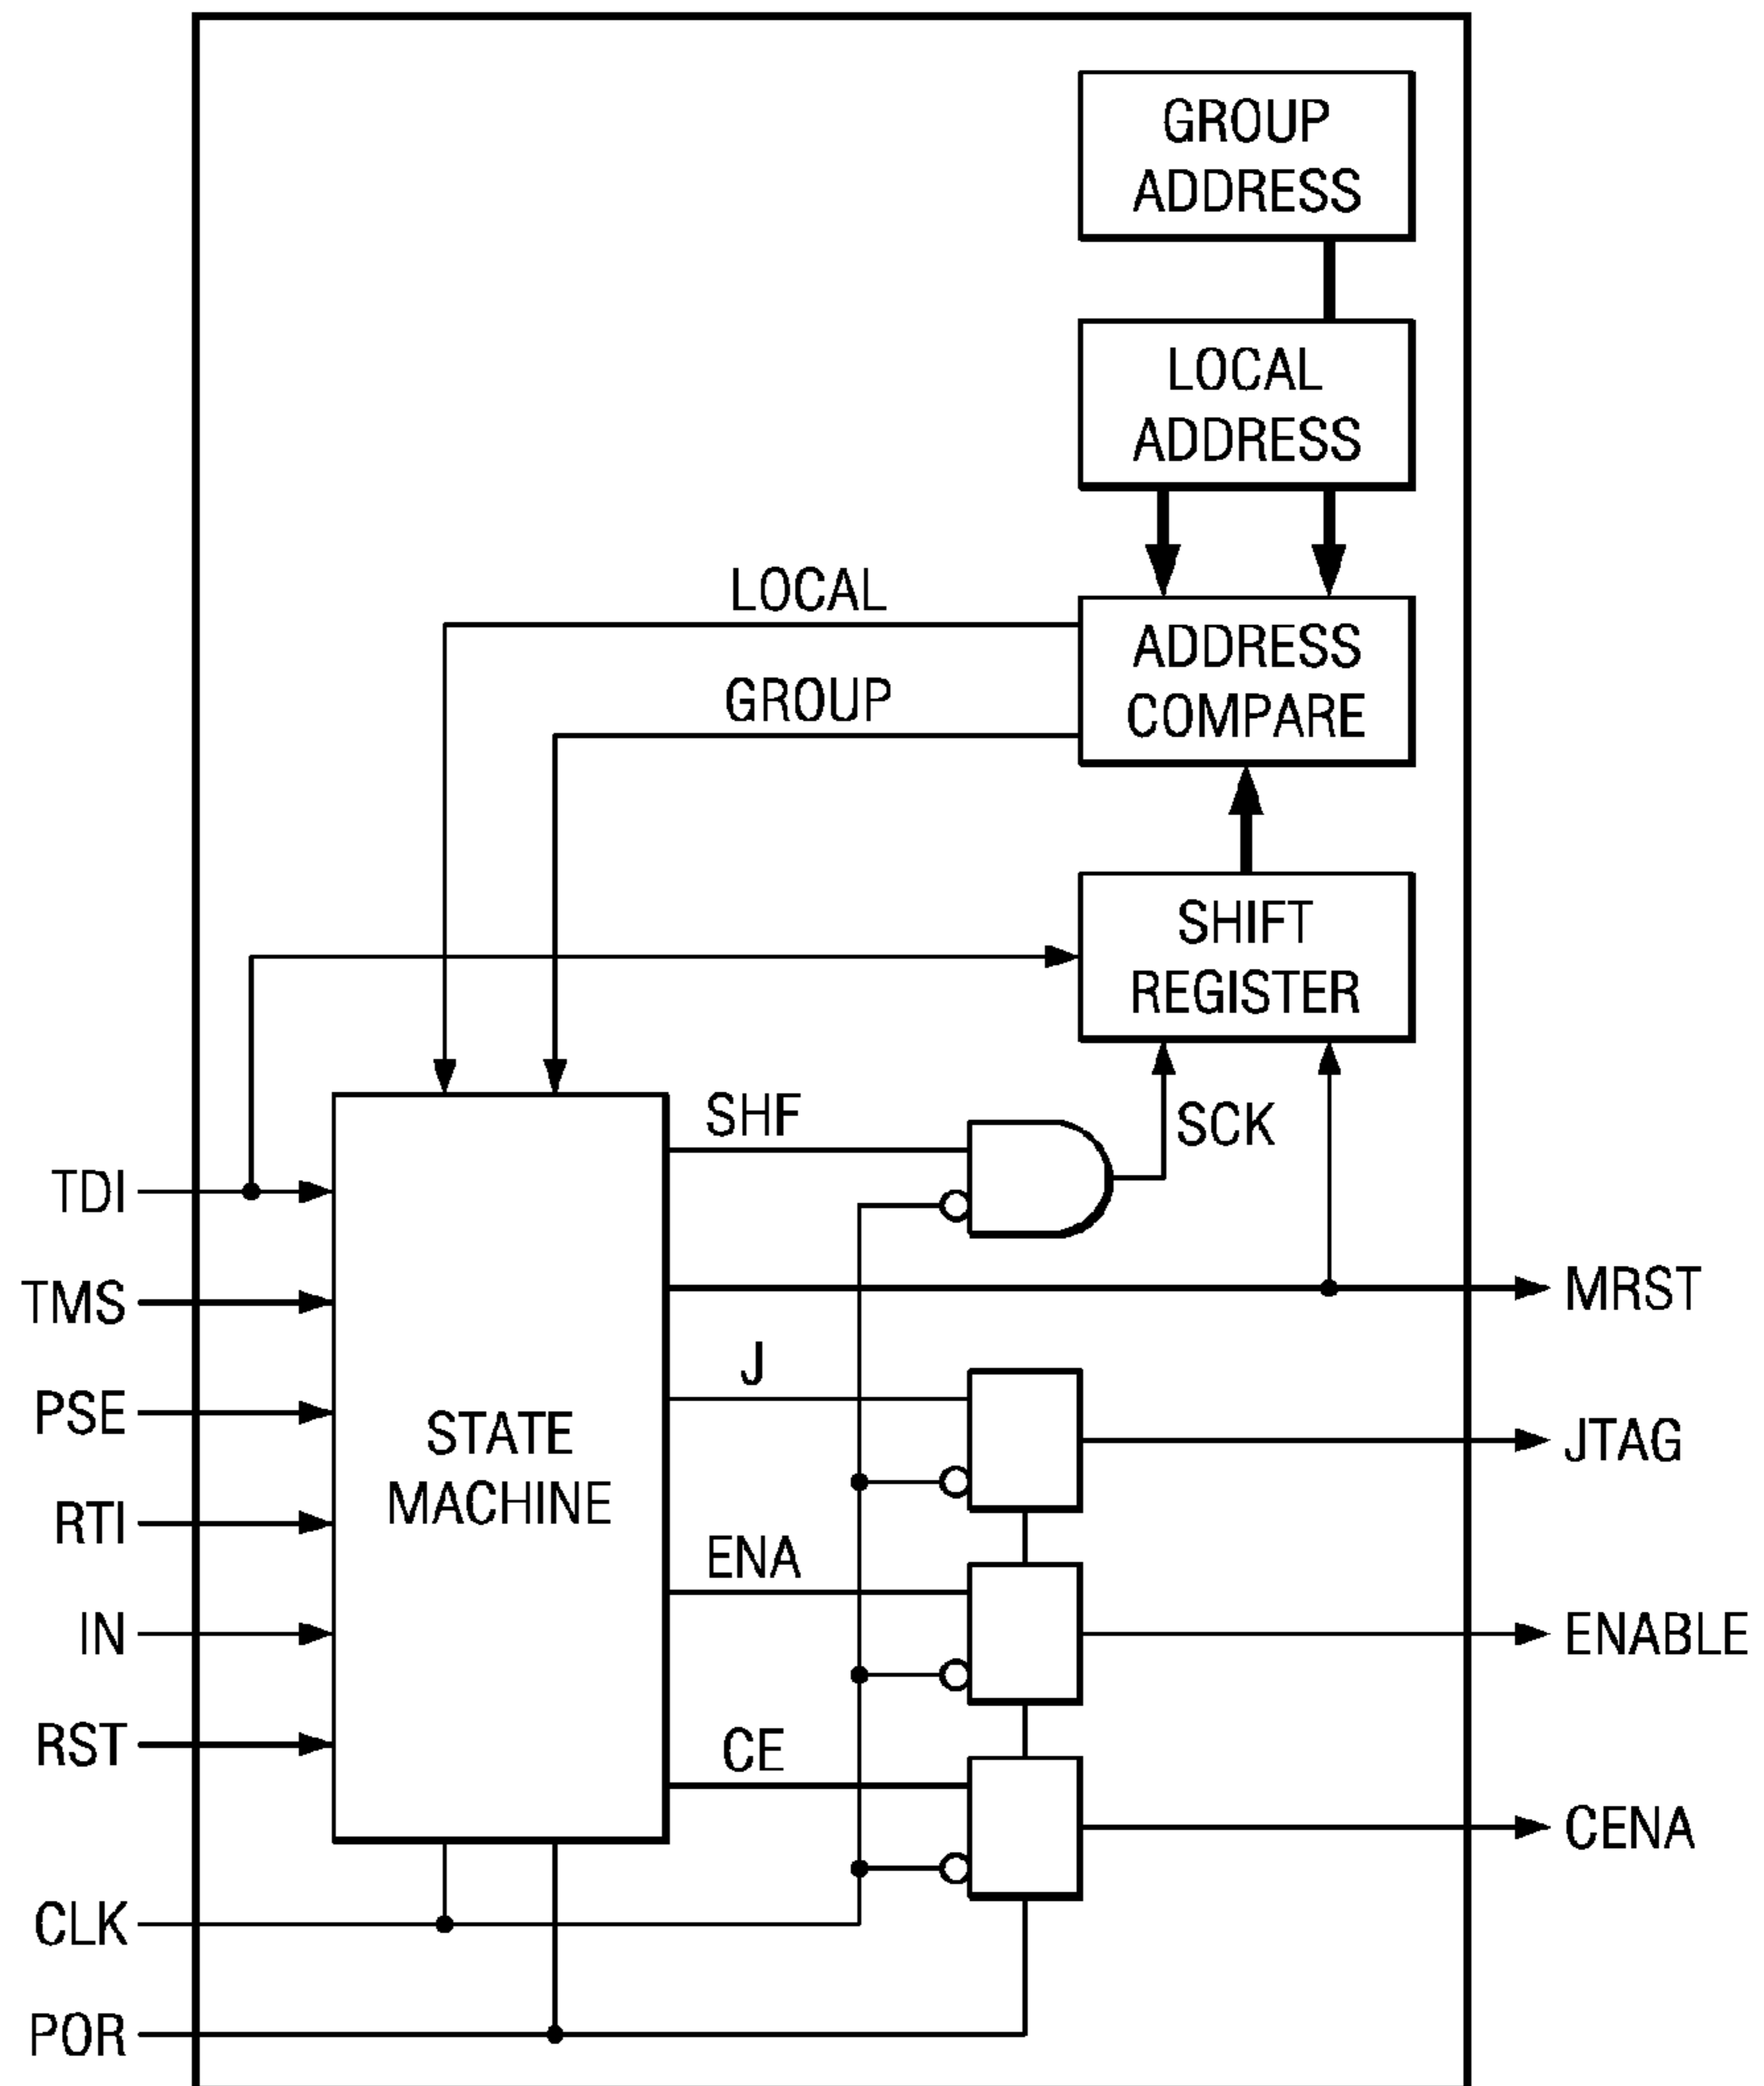 GROUP
ADDRESS
LOCAL
ADDRESS
LOCAL
ADDRESS
GROUP
COMPARE
SHIFT
REGISTER
SHF
SCK
TDI
TMS
MRST
J
PSE
STATE
JTAG
MACHINE
RTI
ENA
IN
ENABLE
RST
CE
CENA
CLK
POR